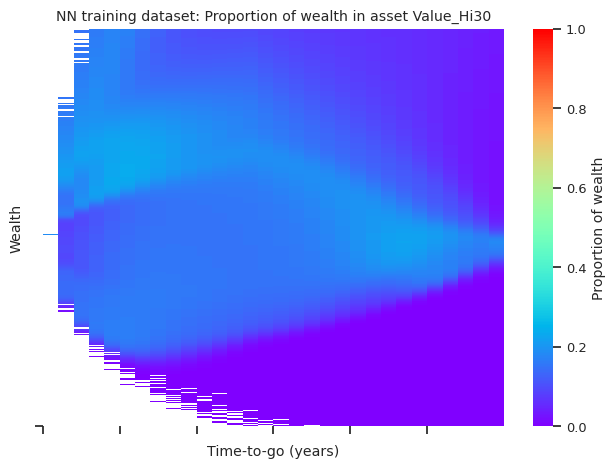 NN training dataset: Proportion of wealth in asset Value_Hi30
Wealth
Time-to-go (years)
1.0
0.8
0.6
0.4
0.2
0.0
Proportion of wealth